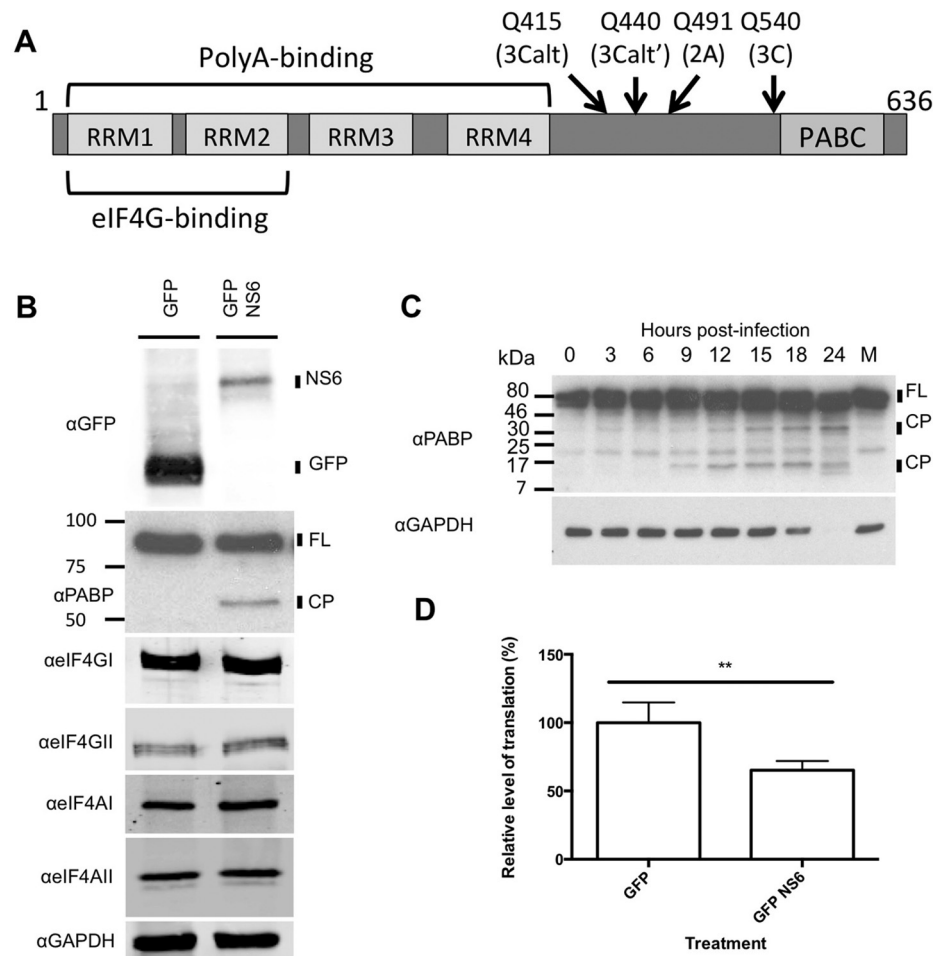 A
Q415 Q440 Q491 Q540
(3Calt) (3Calt’) (2A) (3C)
PolyA-binding
1 636
RRM1 RRM2 RRM3 RRM4 PABC
eIF4G-binding
B
GFP
GFP NS6
αGFP
NS6
GFP
100
75
50
αPABP
FL
CP
αeIF4GI
αeIF4GII
αeIF4AI
αeIF4AII
αGAPDH
C
Hours post-infection
kDa 0 3 6 9 12 15 18 24 M
80
46
30
25
17
7
αPABP
FL
CP
CP
αGAPDH
D
Relative level of translation (%)
150
100
50
0
**
GFP
GFP NS6
Treatment